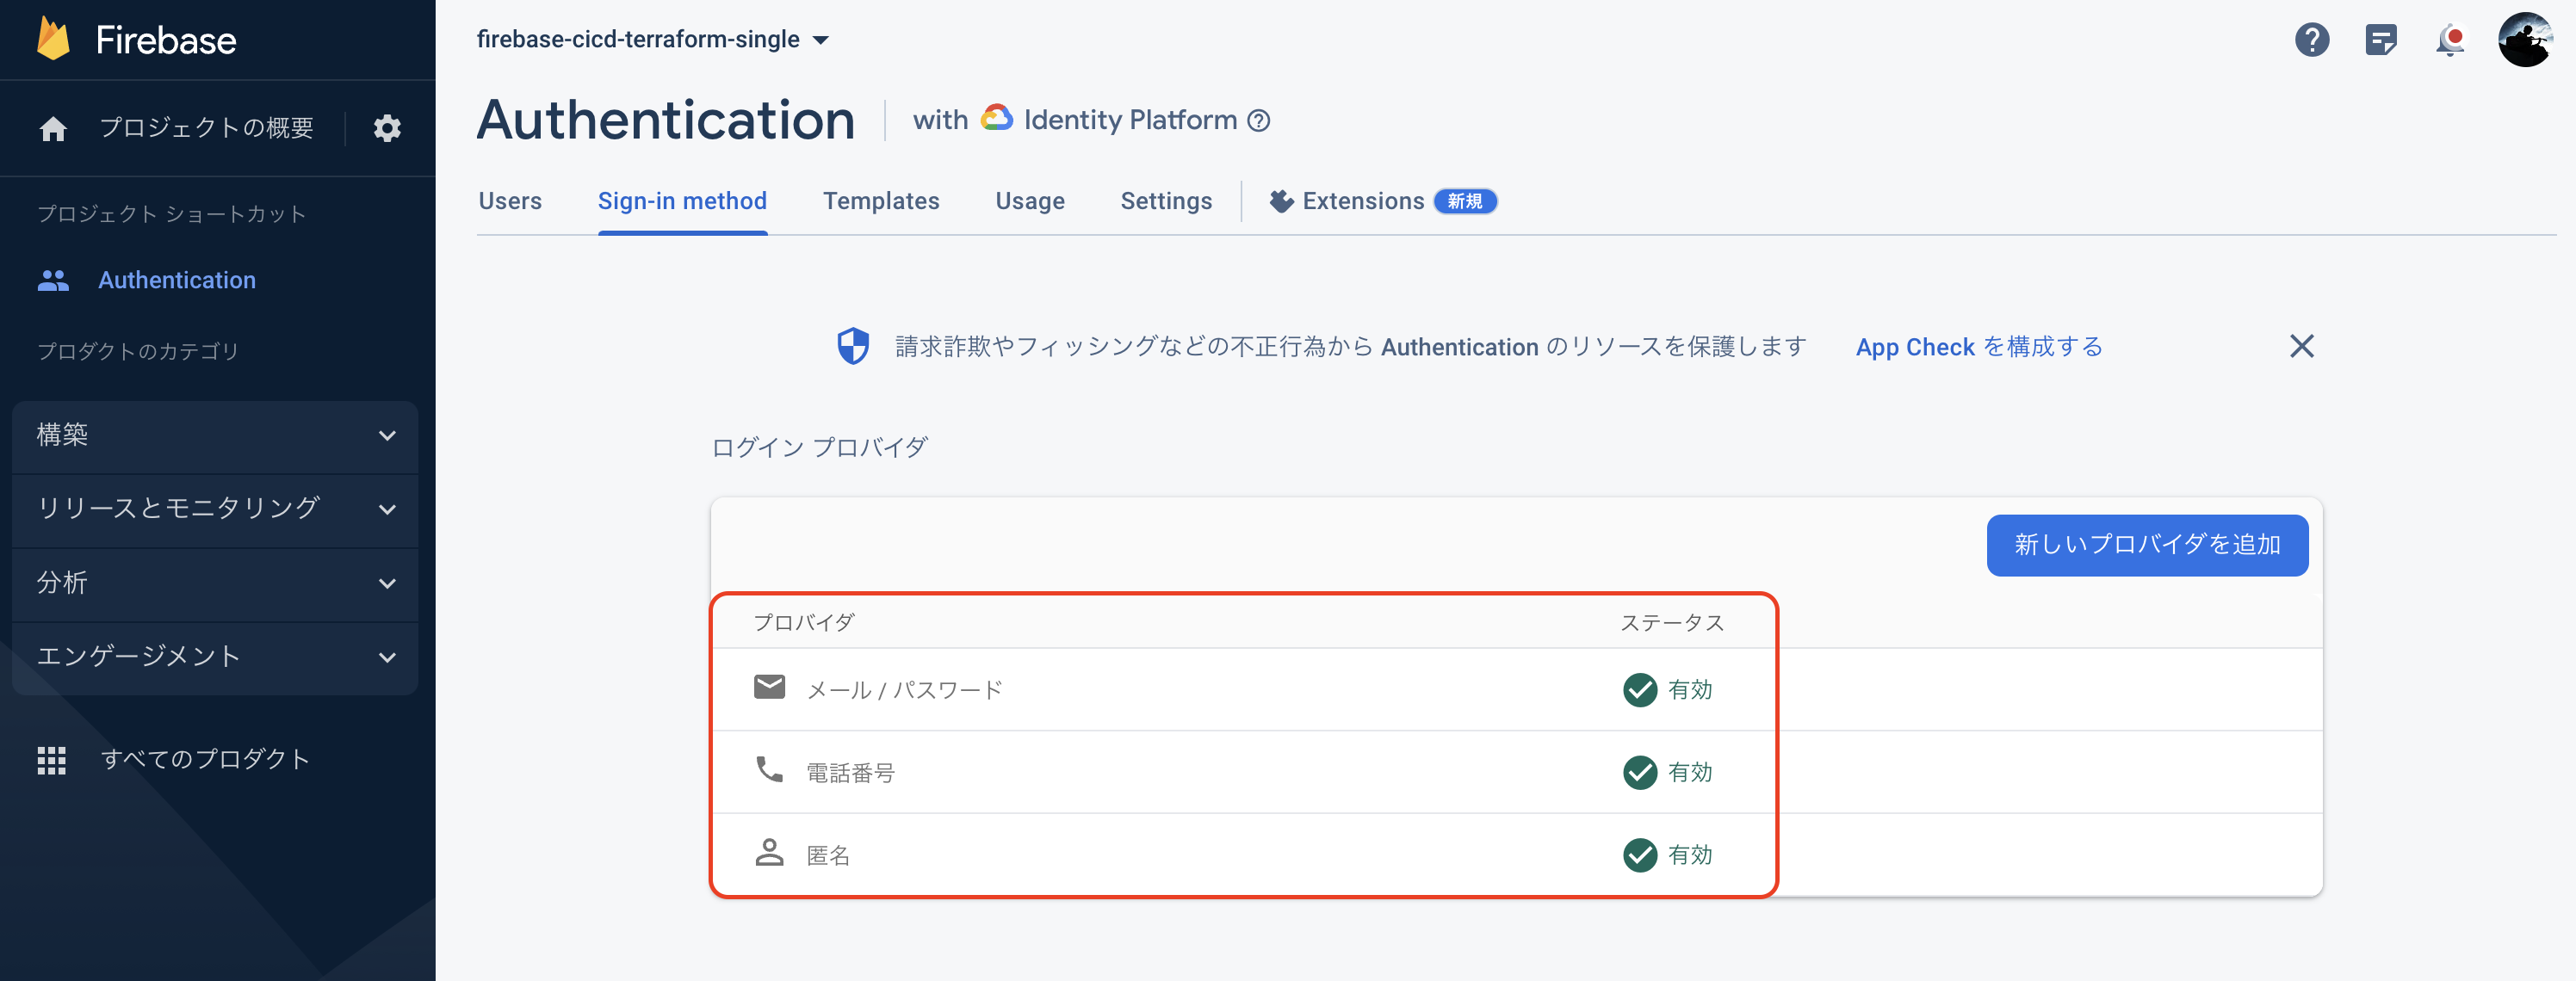 Firebase
プロジェクトの概要
プロジェクト ショートカット
Authentication
プロダクトのカテゴリ
構築
リリースとモニタリング
分析
エンゲージメント
すべてのプロダクト
firebase-cicd-terraform-single
Authentication with Identity Platform
Users Sign-in method Templates Usage Settings Extensions 新規
請求詐欺やフィッシングなどの不正行為から Authentication のリソースを保護します App Check を構成する
ログイン プロバイダ
新しいプロバイダを追加
プロバイダ ステータス
メール / パスワード 有効
電話番号 有効
匿名 有効